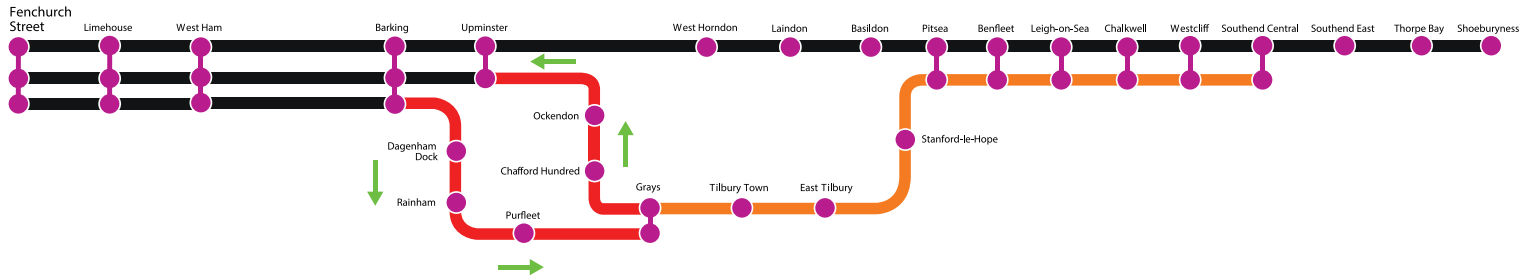 Fenchurch
Street
Limehouse
West Ham
Barking
Upminster
West Horndon
Laindon
Basildon
Pitsea
Benfleet
Leigh-on-Sea
Chalkwell
Westcliff
Southend Central
Southend East
Thorpe Bay
Shoeburyness
Ockendon
Dagenham
Dock
Stanford-le-Hope
Chafford Hundred
Rainham
Grays
Tilbury Town
East Tilbury
Purfleet